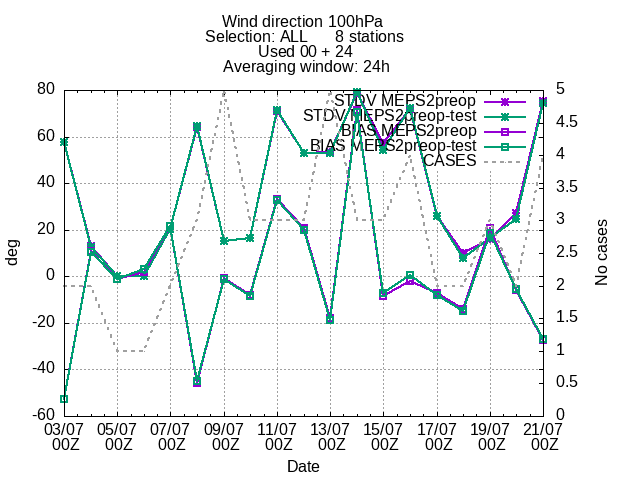 Wind direction 100hPa
Selection: ALL 8 stations
Used 00 + 24
Averaging window: 24h
STDV MEPS2preop
STDV MEPS2preop-test
BIAS MEPS2preop
BIAS MEPS2preop-test
CASES
80
60
40
20
0
-20
-40
-60
deg
5
4.5
4
3.5
3
2.5
2
1.5
1
0.5
0
No cases
03/07 05/07 07/07 09/07 11/07 13/07 15/07 17/07 19/07 21/07
00Z 00Z 00Z 00Z 00Z 00Z 00Z 00Z 00Z 00Z
Date